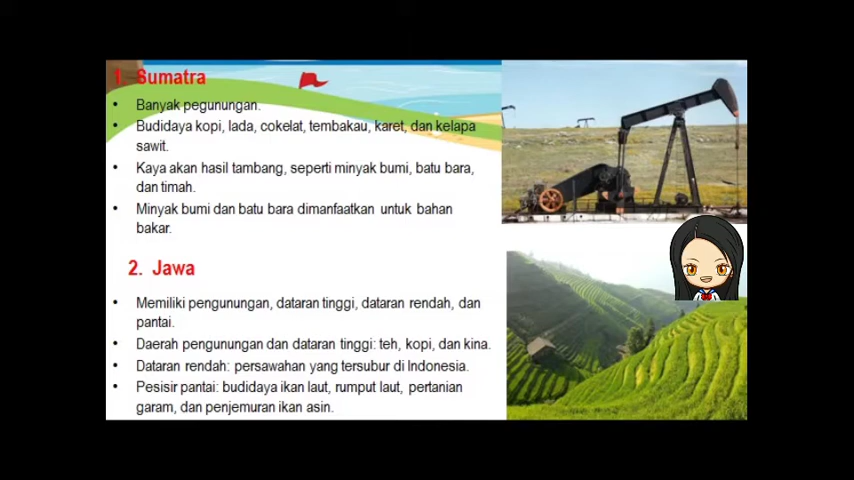 1. Sumatra
• Banyak pegunungan.
• Budidaya kopi, lada, cokelat, tembakau, karet, dan kelapa
sawit.
• Kaya akan hasil tambang, seperti minyak bumi, batu bara,
dan timah.
• Minyak bumi dan batu bara dimanfaatkan untuk bahan
bakar.
2. Jawa
• Memiliki pengunungan, dataran tinggi, dataran rendah, dan
pantai.
• Daerah pengunungan dan dataran tinggi: teh, kopi, dan kina.
• Dataran rendah: persawahan yang tersubur di Indonesia.
• Pesisir pantai: budidaya ikan laut, rumput laut, pertanian
garam, dan penjemuran ikan asin.